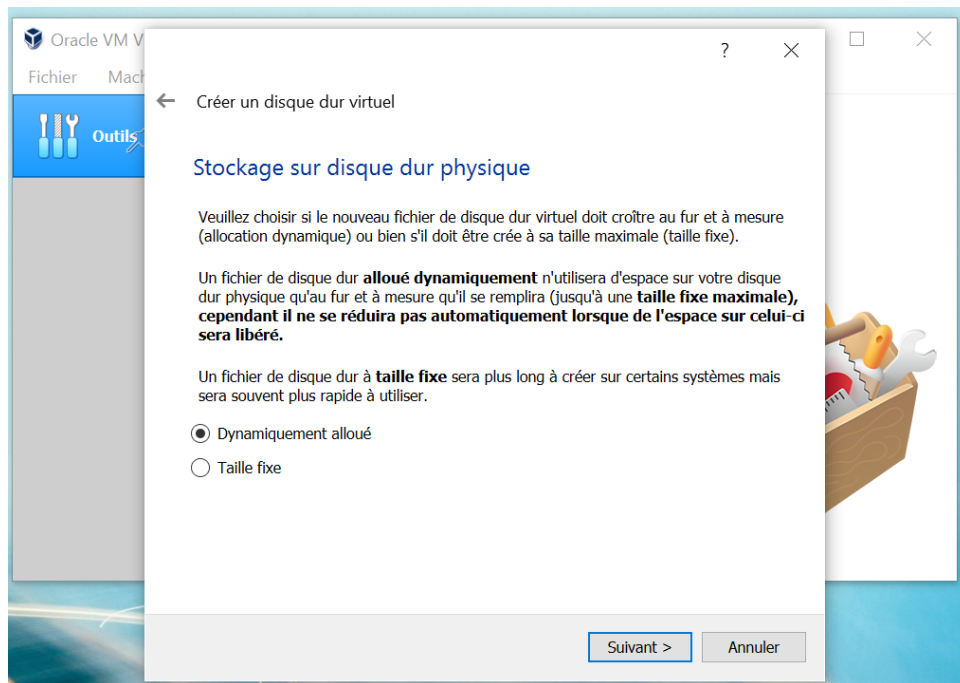 Oracle VM V
Fichier Mach
Outils
?
Créer un disque dur virtuel
Stockage sur disque dur physique
Veuillez choisir si le nouveau fichier de disque dur virtuel doit croître au fur et à mesure
(allocation dynamique) ou bien s'il doit être crée à sa taille maximale (taille fixe).
Un fichier de disque dur alloué dynamiquement n'utilisera d'espace sur votre disque
dur physique qu'au fur et à mesure qu'il se remplira (jusqu'à une taille fixe maximale),
cependant il ne se réduira pas automatiquement lorsque de l'espace sur celui-ci
sera libéré.
Un fichier de disque dur à taille fixe sera plus long à créer sur certains systèmes mais
sera souvent plus rapide à utiliser.
Dynamiquement alloué
Taille fixe
Suivant > Annuler